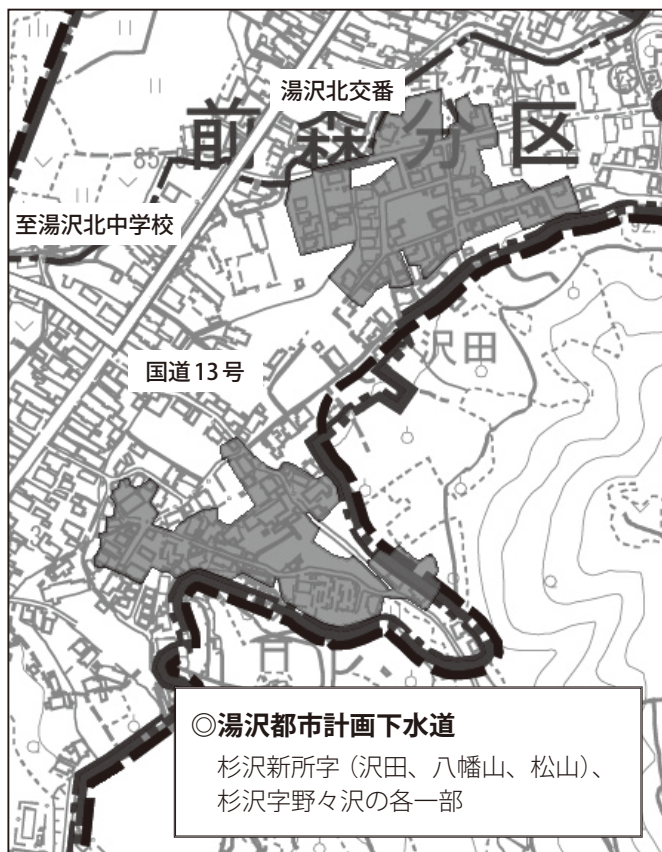 湯沢北交番
前森分区
85
至湯沢北中学校
92.
沢田
国道13号
◎湯沢都市計画下水道
杉沢新所字（沢田、八幡山、松山）、
杉沢字野々沢の各一部